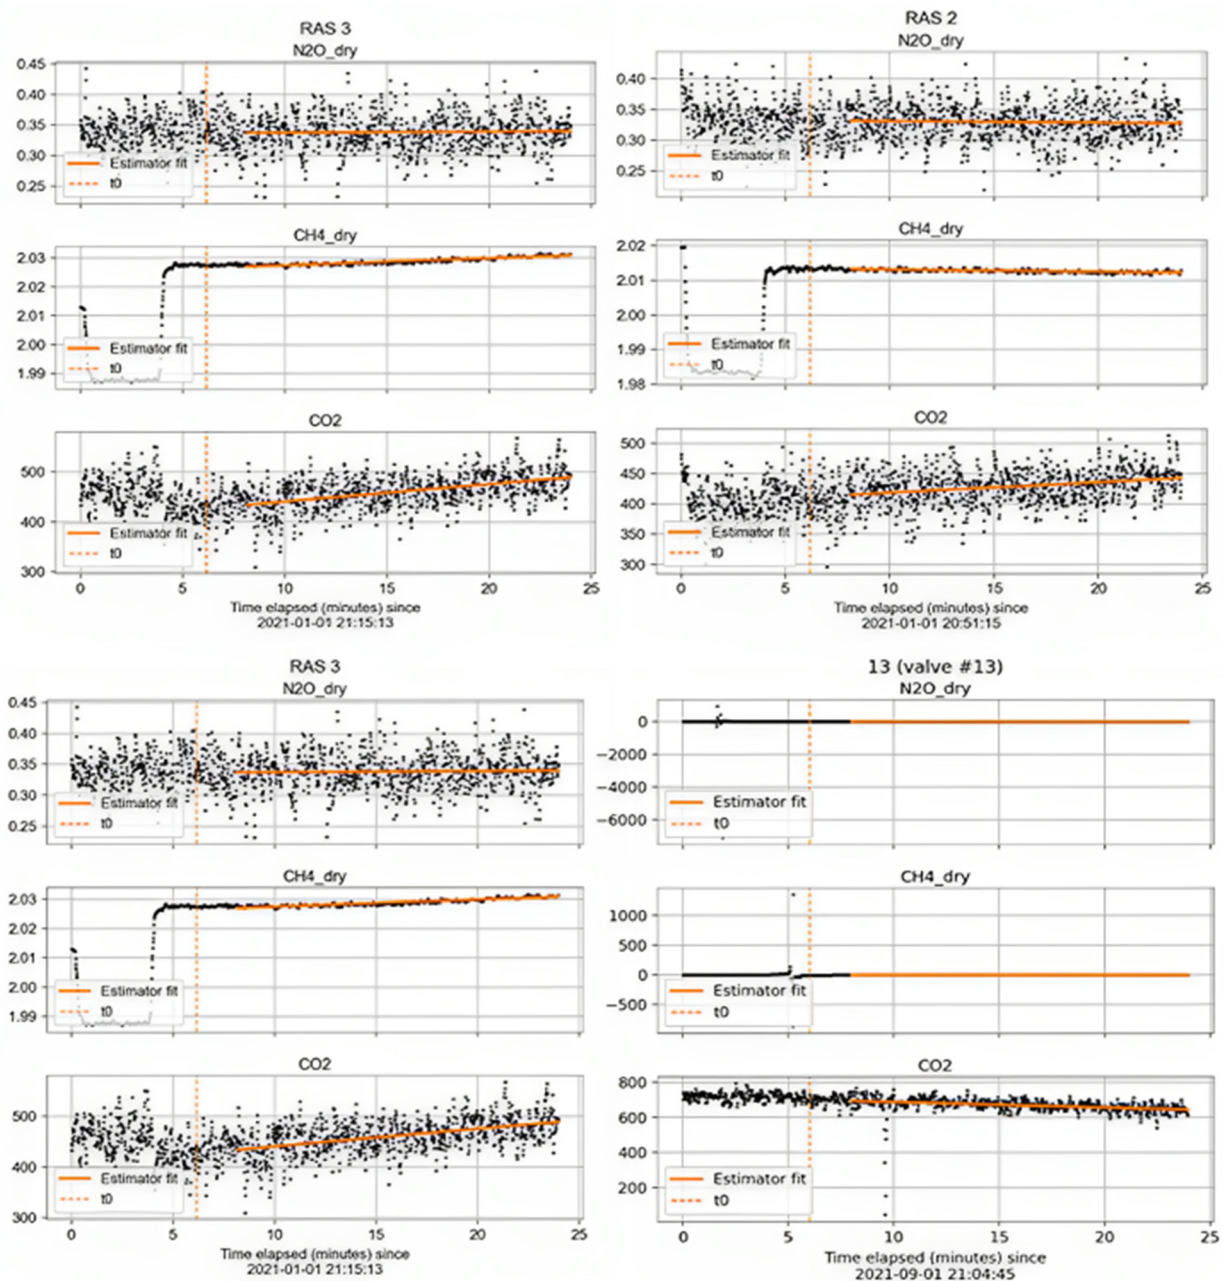 RAS 3
N2O_dry
0.45
0.40
0.35
0.30
0.25
Estimator fit
t0
CH4_dry
2.03
2.02
2.01
2.00
1.99
Estimator fit
t0
CO2
500
400
300
Estimator fit
t0
0 5 10 15 20 25
Time elapsed (minutes) since
2021-01-01 21:15:13
RAS 2
N2O_dry
0.40
0.35
0.30
0.25
Estimator fit
t0
CH4_dry
2.02
2.01
2.00
1.99
1.98
Estimator fit
t0
CO2
500
450
400
350
300
Estimator fit
t0
0 5 10 15 20 25
Time elapsed (minutes) since
2021-01-01 20:51:15
RAS 3
N2O_dry
0.45
0.40
0.35
0.30
0.25
Estimator fit
t0
CH4_dry
2.03
2.02
2.01
2.00
1.99
Estimator fit
t0
CO2
500
400
300
Estimator fit
t0
0 5 10 15 20 25
Time elapsed (minutes) since
2021-01-01 21:15:13
13 (valve #13)
N2O_dry
0
−2000
−4000
−6000
Estimator fit
t0
CH4_dry
1000
500
0
−500
Estimator fit
t0
CO2
800
600
400
200
Estimator fit
t0
0 5 10 15 20 25
Time elapsed (minutes) since
2021-09-01 21:04:45